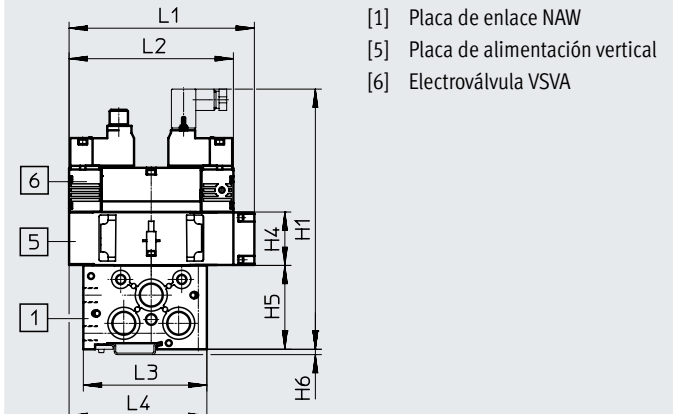 L1
L2
[1] Placa de enlace NAW
[5] Placa de alimentación vertical
[6] Electroválvula VSVA
6
5
1
H1
H4
H5
H6
L3
L4